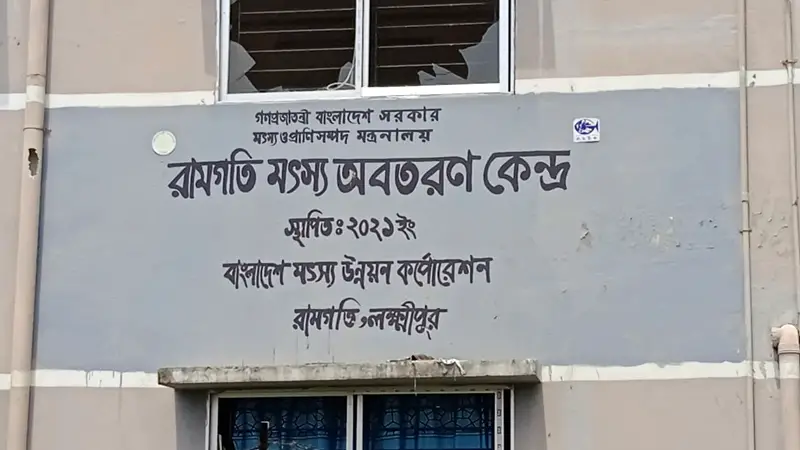 গণপ্রজাতন্ত্রী বাংলাদেশ সরকার
মৎস্য ও প্রাণিসম্পদ মন্ত্রনালয়
রামগতি মৎস্য অবতরণ কেন্দ্র
স্থাপিতঃ ২০২১ ইং
বাংলাদেশ মৎস্য উন্নয়ন কর্পোরেশন
রামগতি, লক্ষ্মীপুর